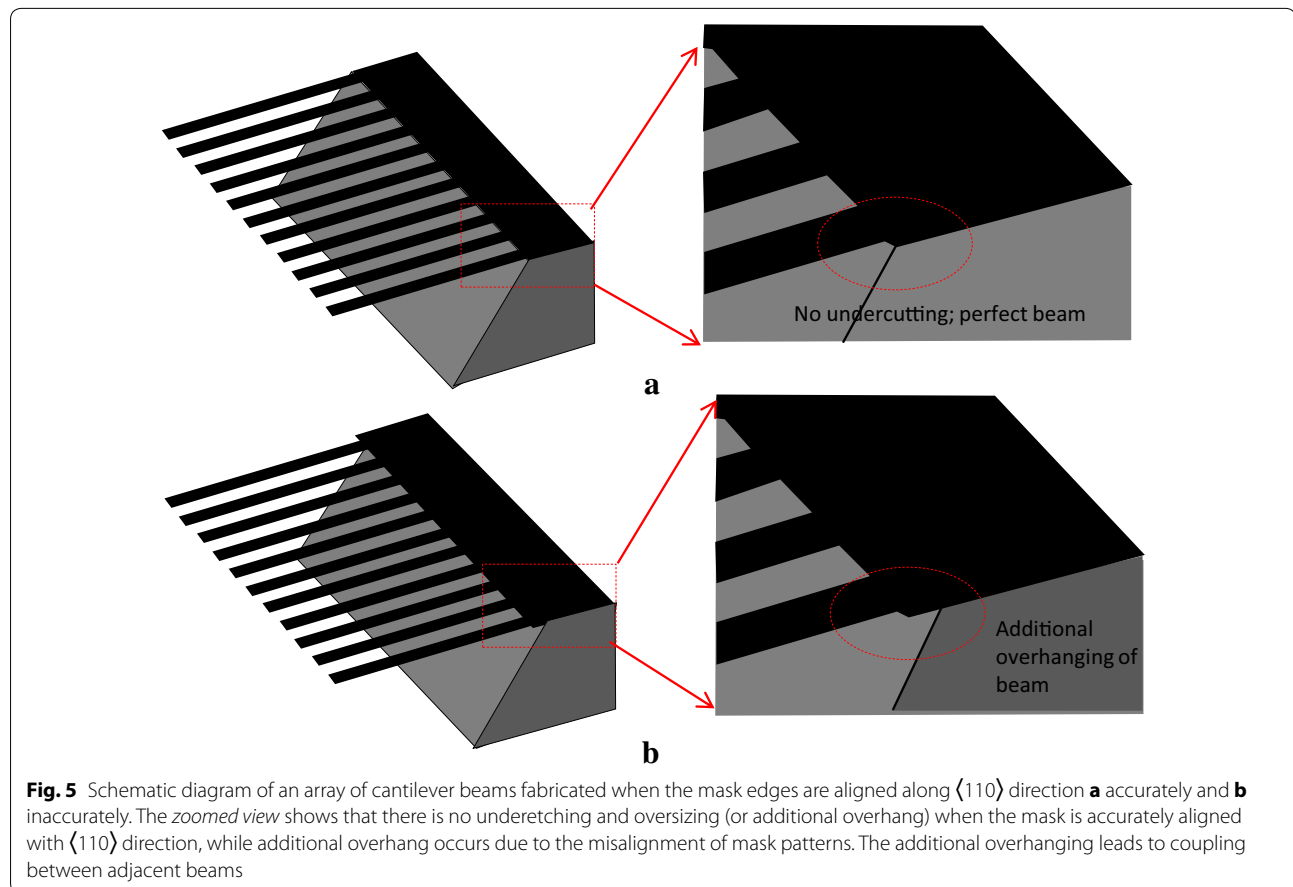 No undercutting; perfect beam
a
Additional
overhanging of
beam
b
Fig. 5 Schematic diagram of an array of cantilever beams fabricated when the mask edges are aligned along ⟨110⟩ direction a accurately and b
inaccurately. The zoomed view shows that there is no underetching and oversizing (or additional overhang) when the mask is accurately aligned
with ⟨110⟩ direction, while additional overhang occurs due to the misalignment of mask patterns. The additional overhanging leads to coupling
between adjacent beams